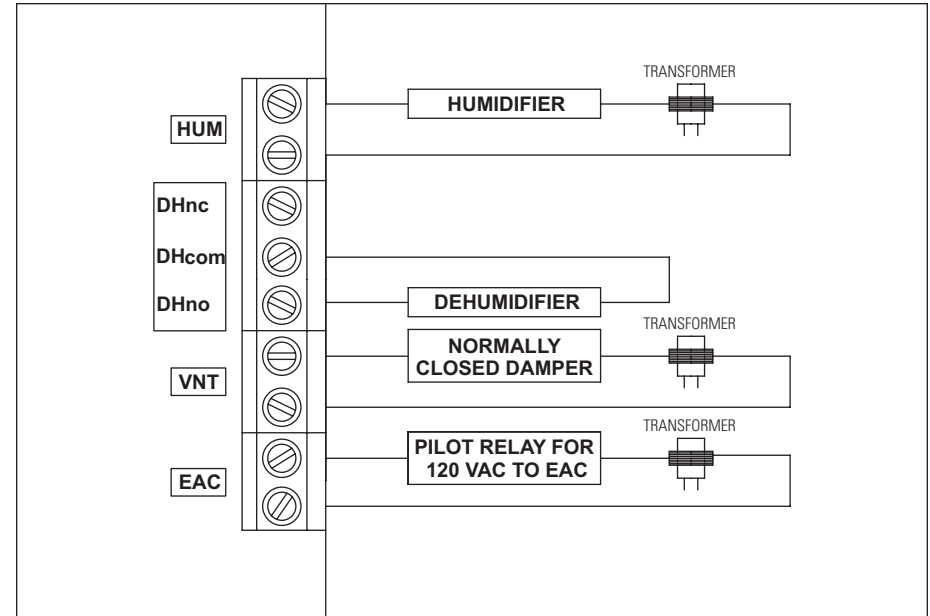 TRANSFORMER
HUMIDIFIER
HUM
DHnc
DHcom
DHno
DEHUMIDIFIER
TRANSFORMER
NORMALLY
CLOSED DAMPER
VNT
TRANSFORMER
PILOT RELAY FOR
120 VAC TO EAC
EAC